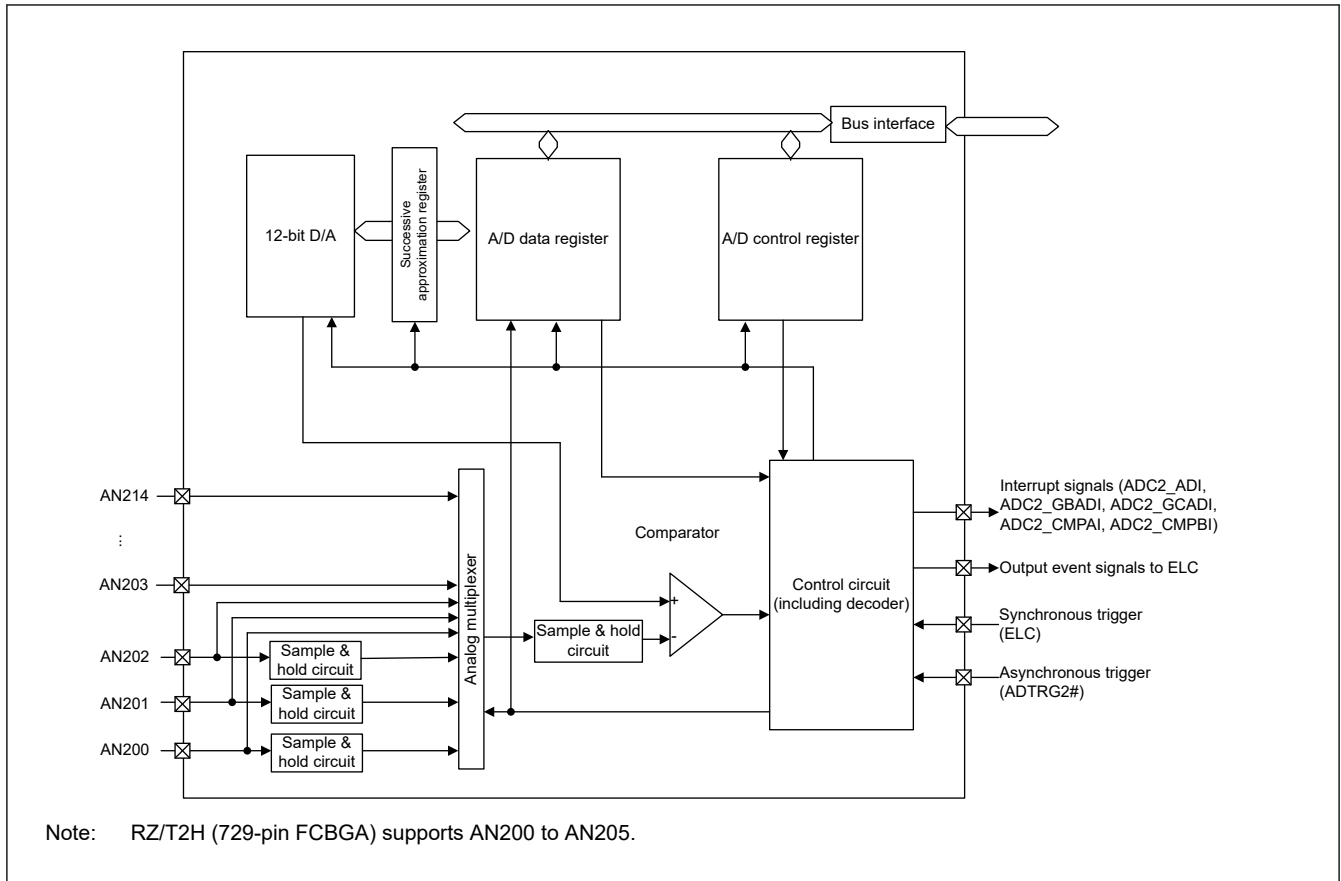 Bus interface
12-bit D/A
Successive
approximation register
A/D data register
A/D control register
AN214
⋮
AN203
AN202
AN201
AN200
Sample &
hold circuit
Sample &
hold circuit
Sample &
hold circuit
Analog multiplexer
Sample & hold
circuit
Comparator
+
-
Control circuit
(including decoder)
Interrupt signals (ADC2_ADI,
ADC2_GBADI, ADC2_GCADI,
ADC2_CMPAI, ADC2_CMPBI)
Output event signals to ELC
Synchronous trigger
(ELC)
Asynchronous trigger
(ADTRG2#)
Note: RZ/T2H (729-pin FCBGA) supports AN200 to AN205.